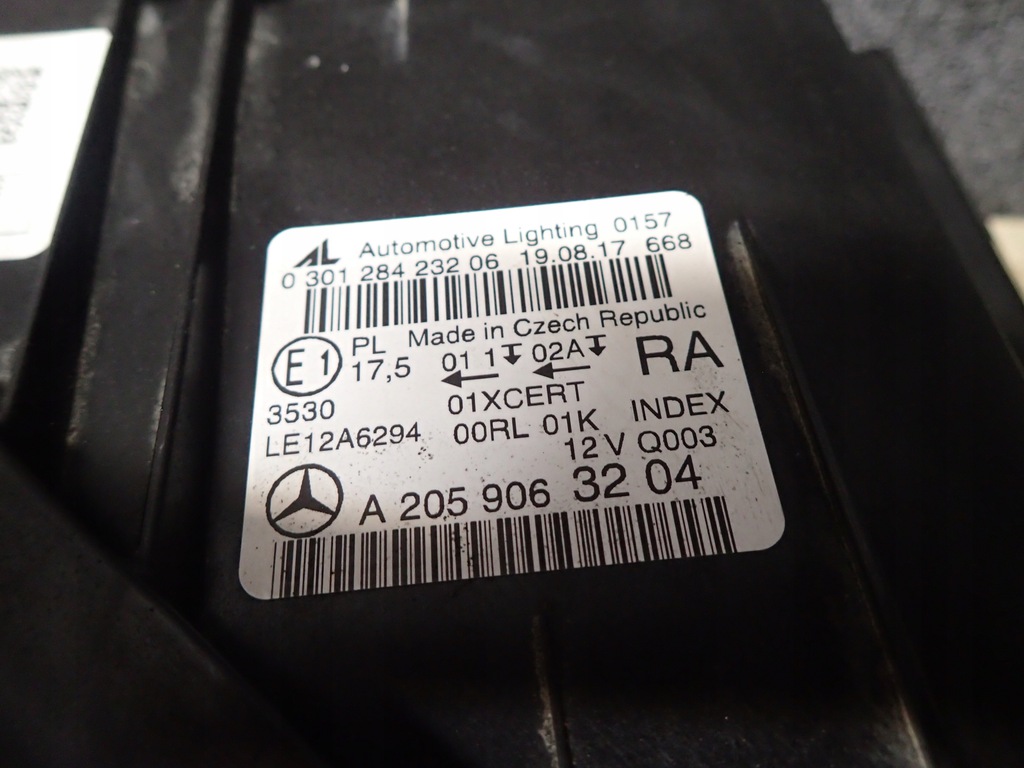 AL Automotive Lighting 0157
0 301 284 232 06 19.08.17 668
Made in Czech Republic
E1 PL 17,5 01 1 02A RA
3530 01XCERT
LE12A6294 00RL 01K INDEX
12 V Q003
A 205 906 32 04